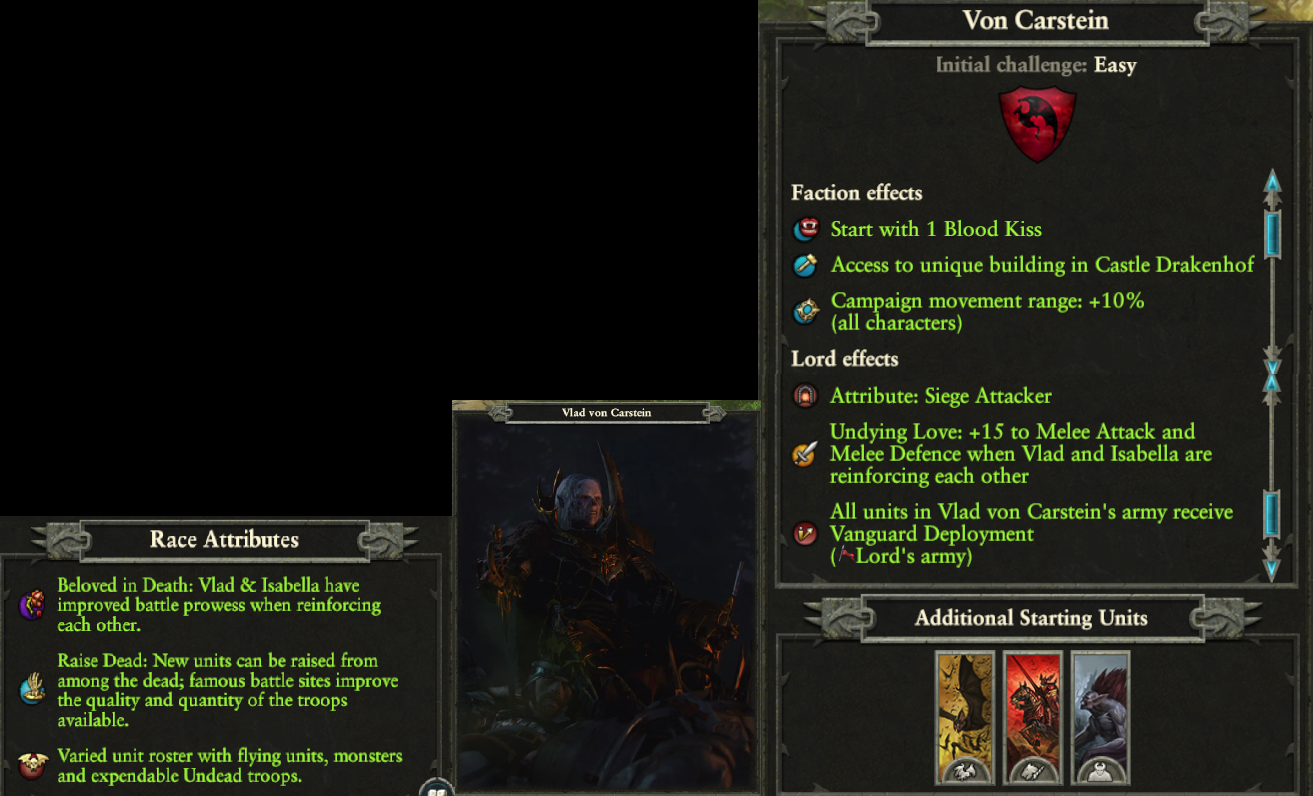 Von Carstein
Initial challenge: Easy
Faction effects
Start with 1 Blood Kiss
Access to unique building in Castle Drakenhof
Campaign movement range: +10%
(all characters)
Lord effects
Attribute: Siege Attacker
Undying Love: +15 to Melee Attack and
Melee Defence when Vlad and Isabella are
reinforcing each other
All units in Vlad von Carstein's army receive
Vanguard Deployment
(Lord's army)
Additional Starting Units
Vlad von Carstein
Race Attributes
Beloved in Death: Vlad & Isabella have
improved battle prowess when reinforcing
each other.
Raise Dead: New units can be raised from
among the dead; famous battle sites improve
the quality and quantity of the troops
available.
Varied unit roster with flying units, monsters
and expendable Undead troops.